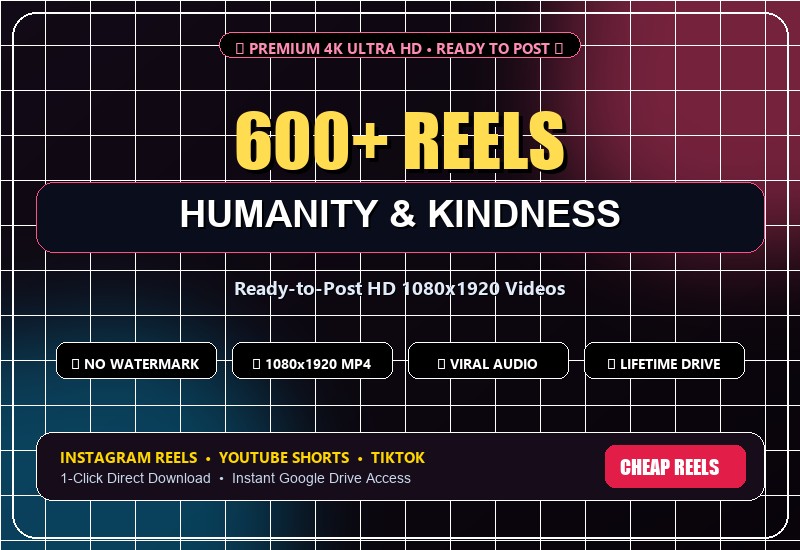 PREMIUM 4K ULTRA HD • READY TO POST
600+ REELS
HUMANITY & KINDNESS
Ready-to-Post HD 1080x1920 Videos
NO WATERMARK
1080x1920 MP4
VIRAL AUDIO
LIFETIME DRIVE
INSTAGRAM REELS • YOUTUBE SHORTS • TIKTOK
1-Click Direct Download • Instant Google Drive Access
CHEAP REELS